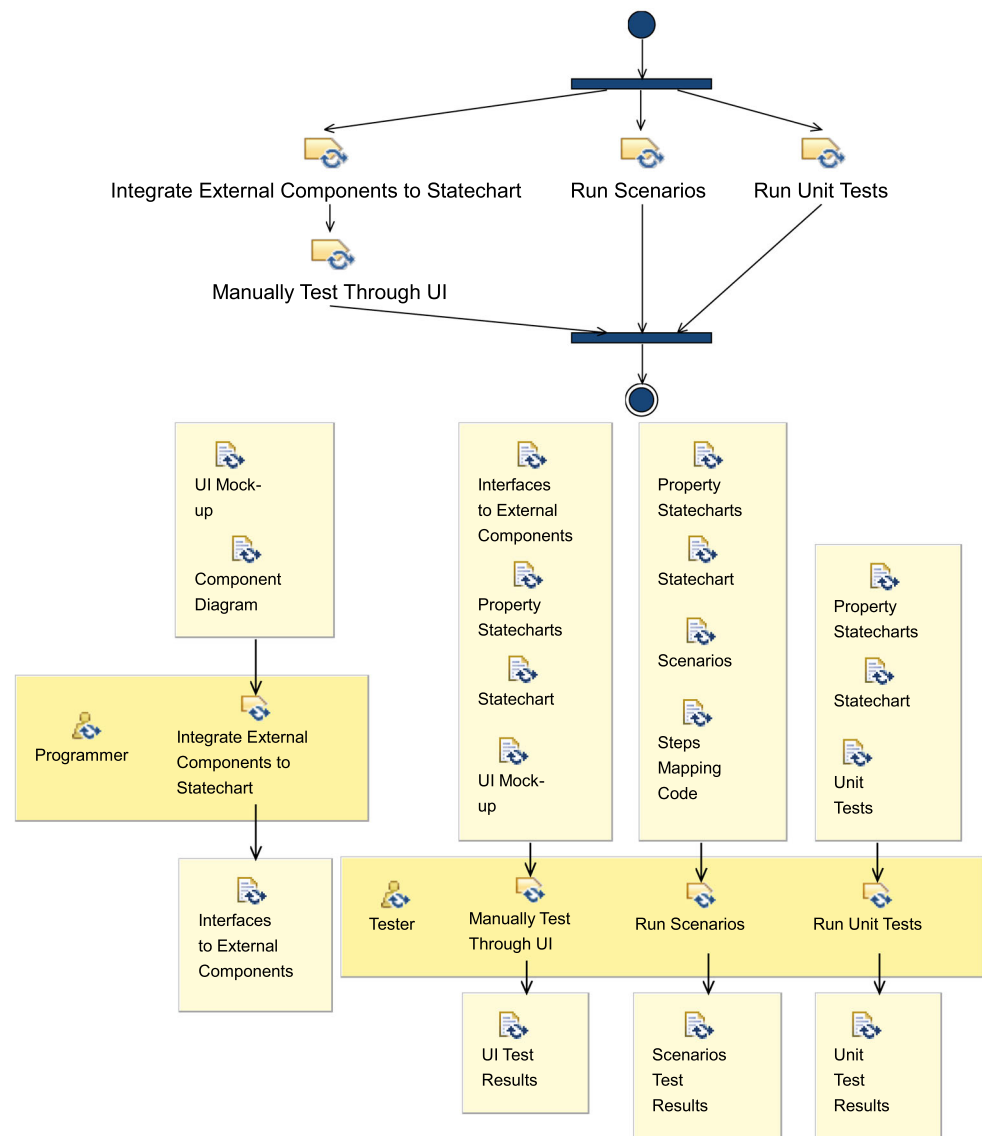 Integrate External Components to Statechart
Run Scenarios
Run Unit Tests
Manually Test Through UI
UI Mock-
up
Component
Diagram
Interfaces
to External
Components
Property
Statecharts
Statechart
UI Mock-
up
Property
Statecharts
Statechart
Scenarios
Steps
Mapping
Code
Property
Statecharts
Statechart
Unit
Tests
Programmer
Integrate External
Components to
Statechart
Interfaces
to External
Components
Tester
Manually Test
Through UI
Run Scenarios
Run Unit Tests
UI Test
Results
Scenarios
Test
Results
Unit
Test
Results